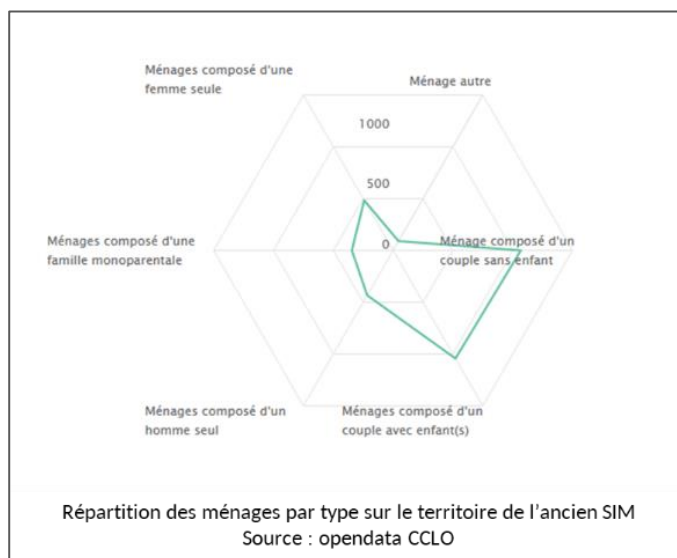 Ménages composé d'une
femme seule
Ménage autre
1000
500
Ménages composé d'une
famille monoparentale
0
Ménage composé d'un
couple sans enfant
Ménages composé d'un
homme seul
Ménages composé d'un
couple avec enfant(s)
Répartition des ménages par type sur le territoire de l'ancien SIM
Source : opendata CCLO